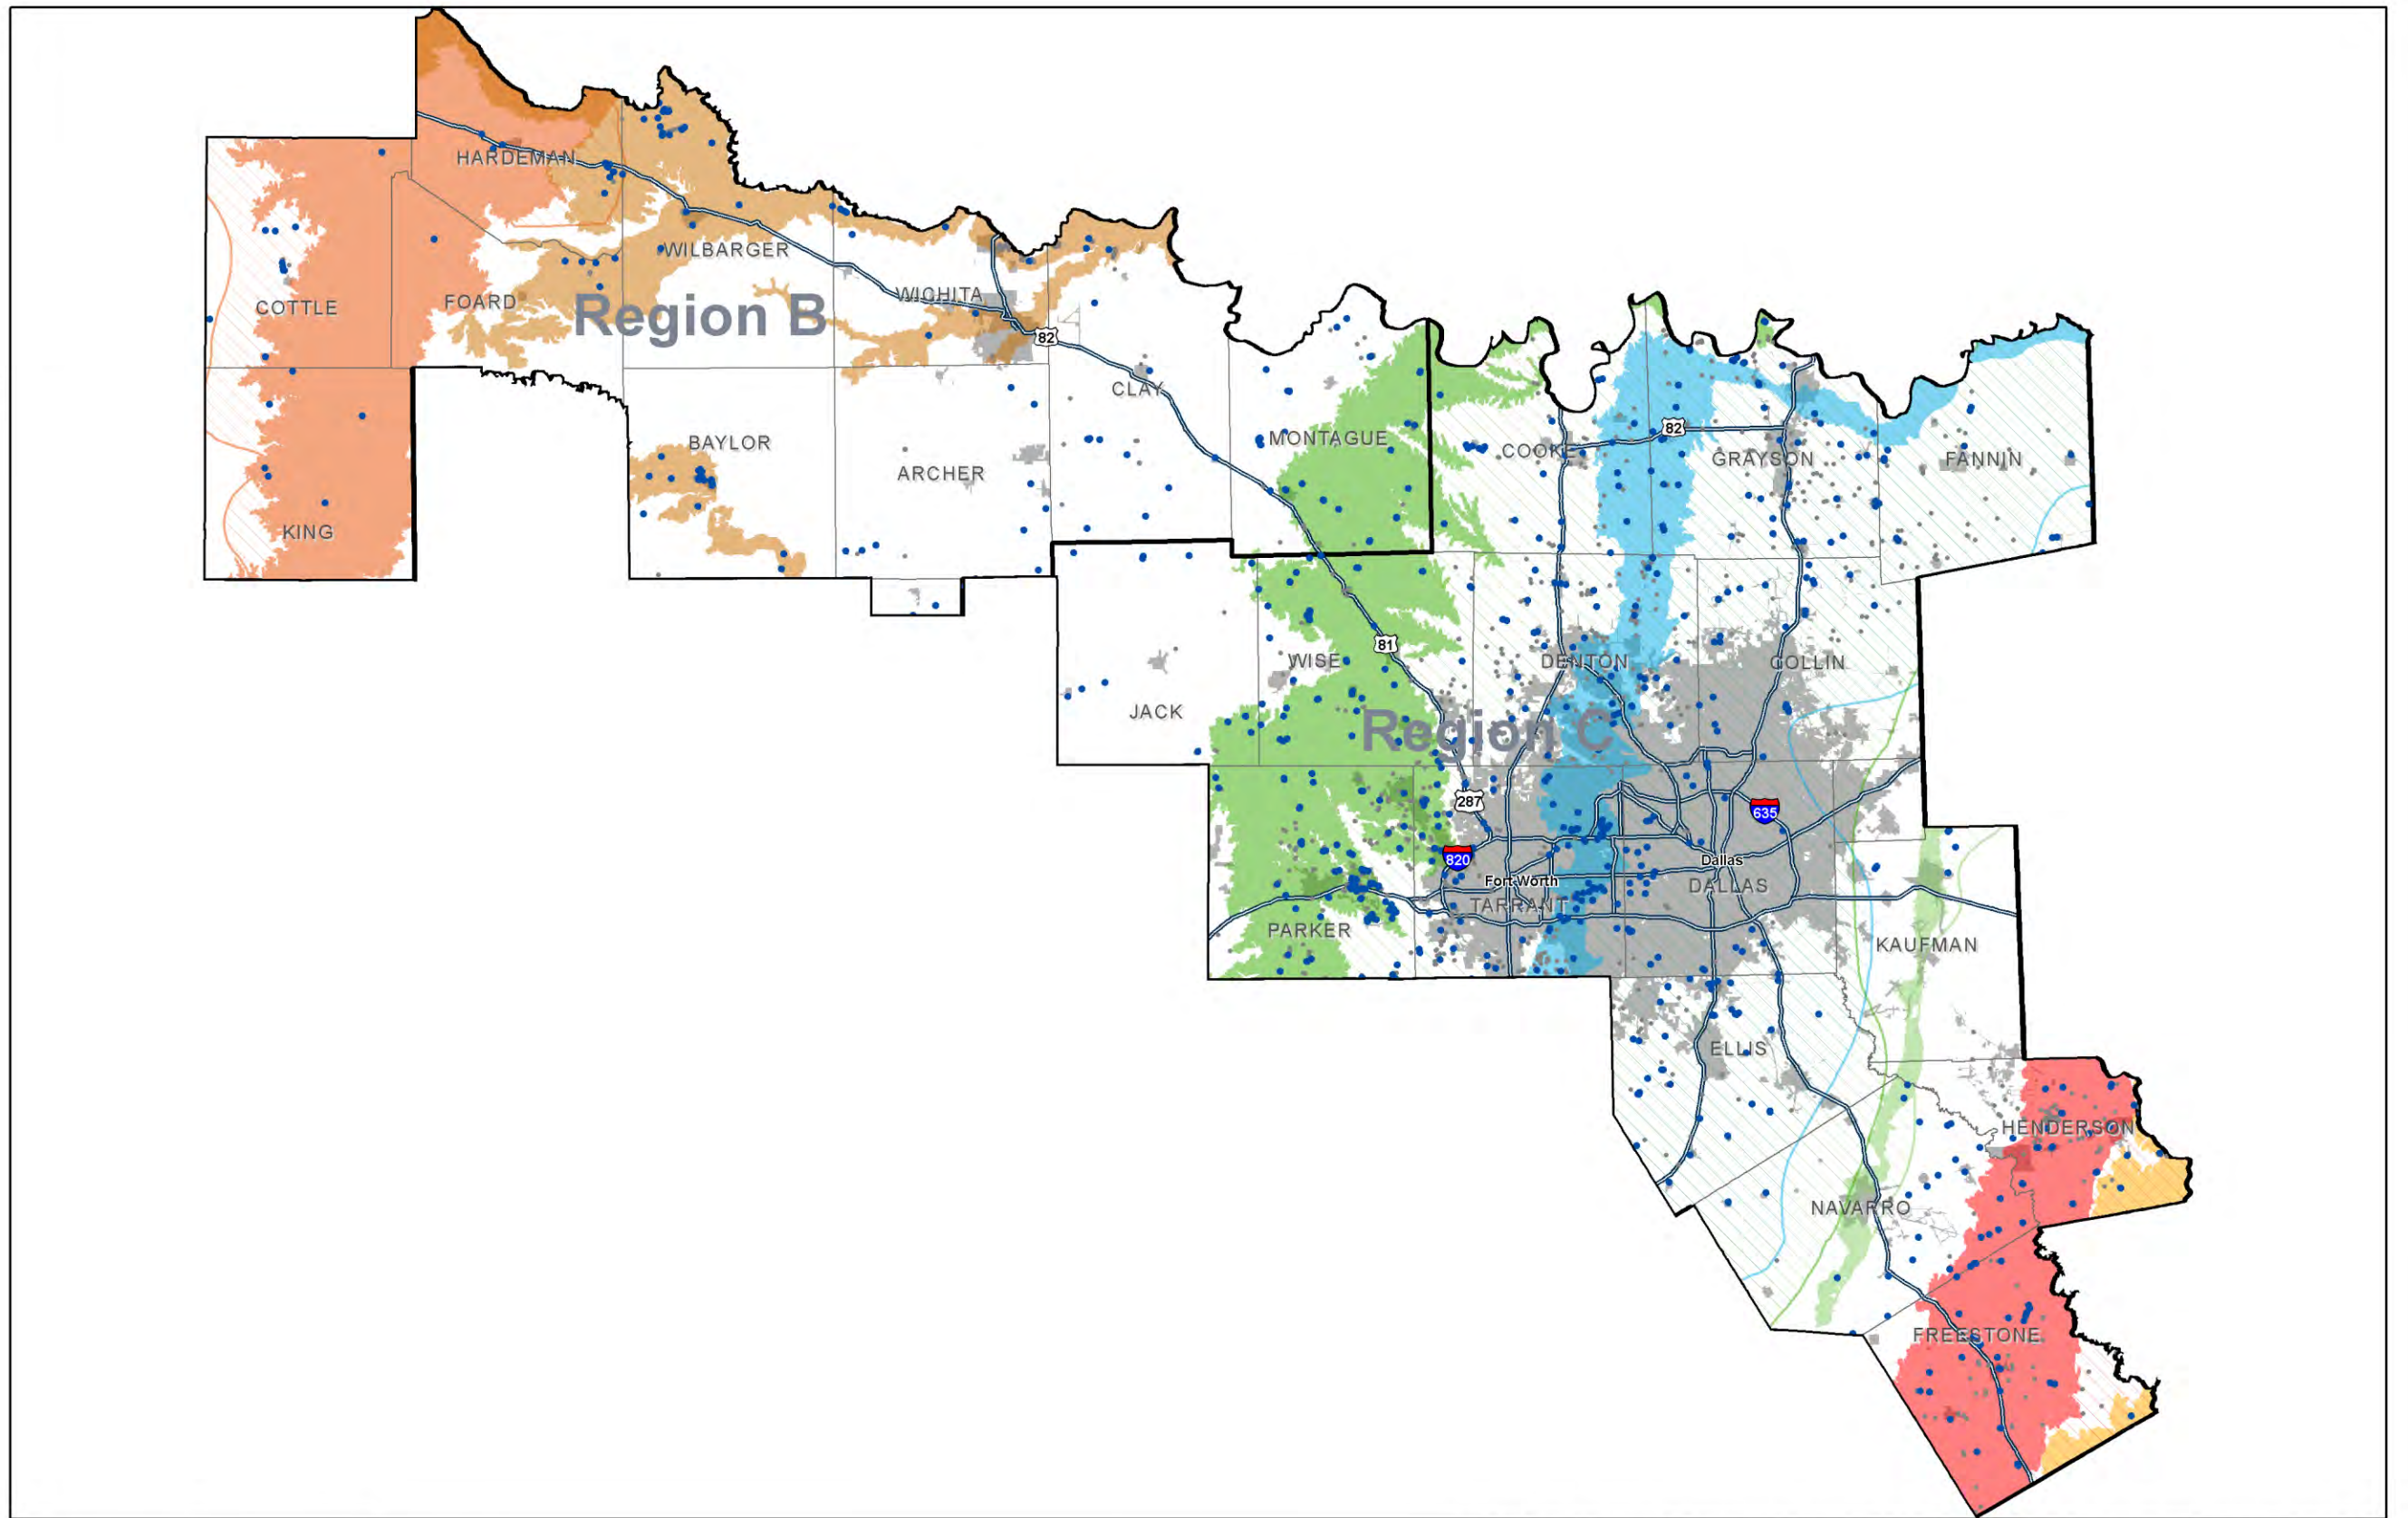 HARDEMAN
WILBARGER
COTTLE
FOARD
WICHITA
Region B
82
CLAY
MONTAGUE
BAYLOR
ARCHER
COOKE
82
GRAYSON
FANNIN
KING
81
WISE
DENTON
COLLIN
JACK
Region C
287
635
820
Dallas
Fort Worth
DALLAS
TARRANT
PARKER
KAUFMAN
ELLIS
HENDERSON
NAVARRO
FREESTONE